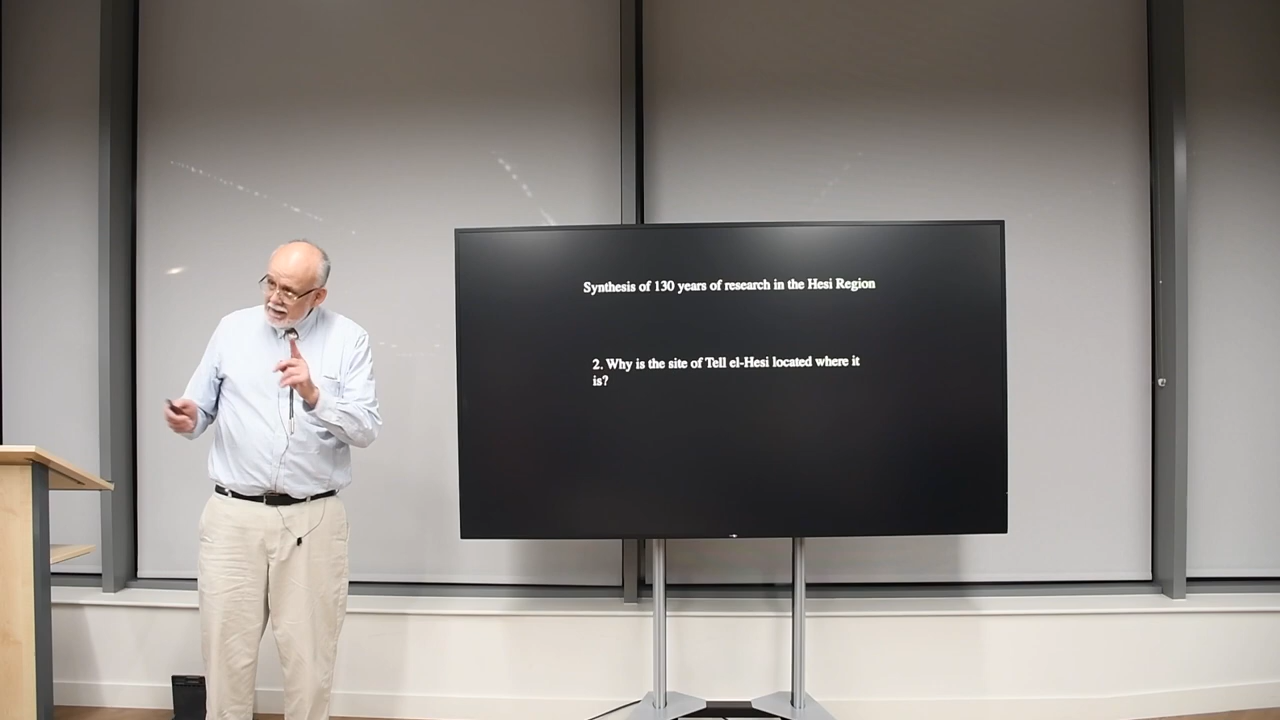 Synthesis of 130 years of research in the Hesi Region
2. Why is the site of Tell el-Hesi located where it
is?